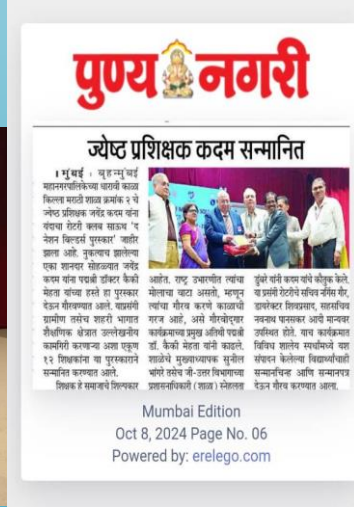 पुण्य नगरी
ज्येष्ठ प्रशिक्षक कदम सन्मानित
। मुंबई : बृहन्मुंबई
महानगरपालिकेच्या धारावी काळा
किल्ला मराठी शाळा क्रमांक २ चे
ज्येष्ठ प्रशिक्षक जयेंद्र कदम यांना
यंदाचा रोटरी क्लब साऊथ 'द
नेशन बिल्डर्स पुरस्कार' जाहीर
झाला आहे. नुकत्याच झालेल्या
एका शानदार सोहळ्यात जयेंद्र
कदम यांना पद्मश्री डॉक्टर कैकी
मेहता यांच्या हस्ते हा पुरस्कार
देऊन गौरवण्यात आले. याप्रसंगी
ग्रामीण तसेच शहरी भागात
शैक्षणिक क्षेत्रात उल्लेखनीय
कामगिरी करणाऱ्या अशा एकूण
१२ शिक्षकांना या पुरस्काराने
सन्मानित करण्यात आले.
शिक्षक हे समाजाचे शिल्पकार
आहेत. राष्ट्र उभारणीत त्यांचा
मोलाचा वाटा असतो, म्हणून
त्यांचा गौरव करणे काळाची
गरज आहे, असे गौरवोद्गार
कार्यक्रमाच्या प्रमुख अतिथी पद्मश्री
डॉ. कैकी मेहता यांनी काढले.
शाळेचे मुख्याध्यापक सुनील
भांगरे तसेच जी-उत्तर विभागाच्या
प्रशासनाधिकारी (शाळा) स्नेहलता
डुंबरे यांनी कदम यांचे कौतुक केले.
या प्रसंगी रोटरीचे सचिव नर्गिस गौर,
डायरेक्टर शिवप्रसाद, सहसचिव
नवनाथ पानसकर आदी मान्यवर
उपस्थित होते. याच कार्यक्रमात
विविध शालेय स्पर्धांमध्ये यश
संपादन केलेल्या विद्यार्थ्यांचाही
सन्मानचिन्ह आणि सन्मानपत्र
देऊन गौरव करण्यात आला.
Mumbai Edition
Oct 8, 2024 Page No. 06
Powered by: erelego.com